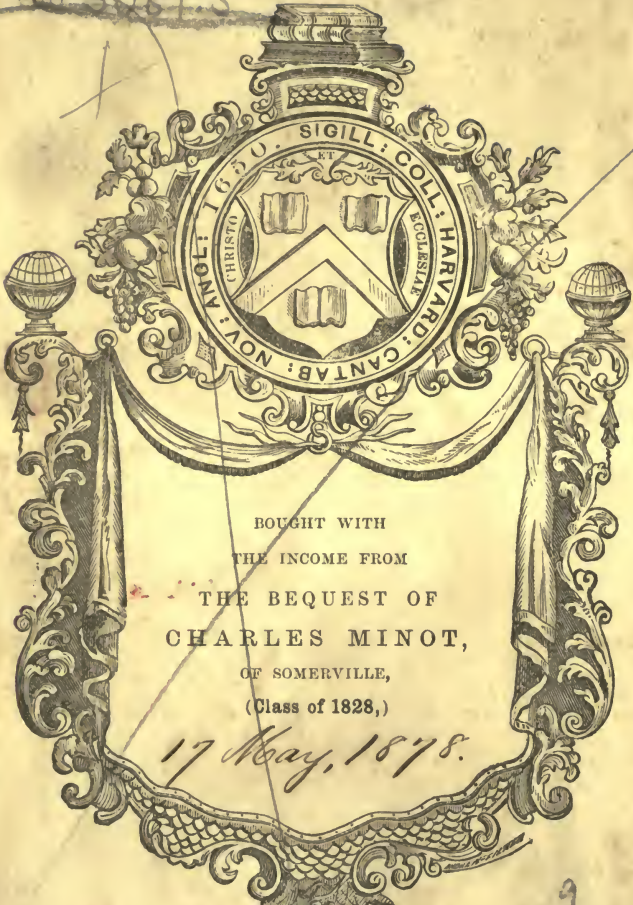 SIGILL: COLL: HARVARD: CANTAB: NOV: ANGL: 1650.
CHRISTO
ET
ECCLESIAE
BOUGHT WITH
THE INCOME FROM
THE BEQUEST OF
CHARLES MINOT,
OF SOMERVILLE,
(Class of 1828,)
17 May, 1878.